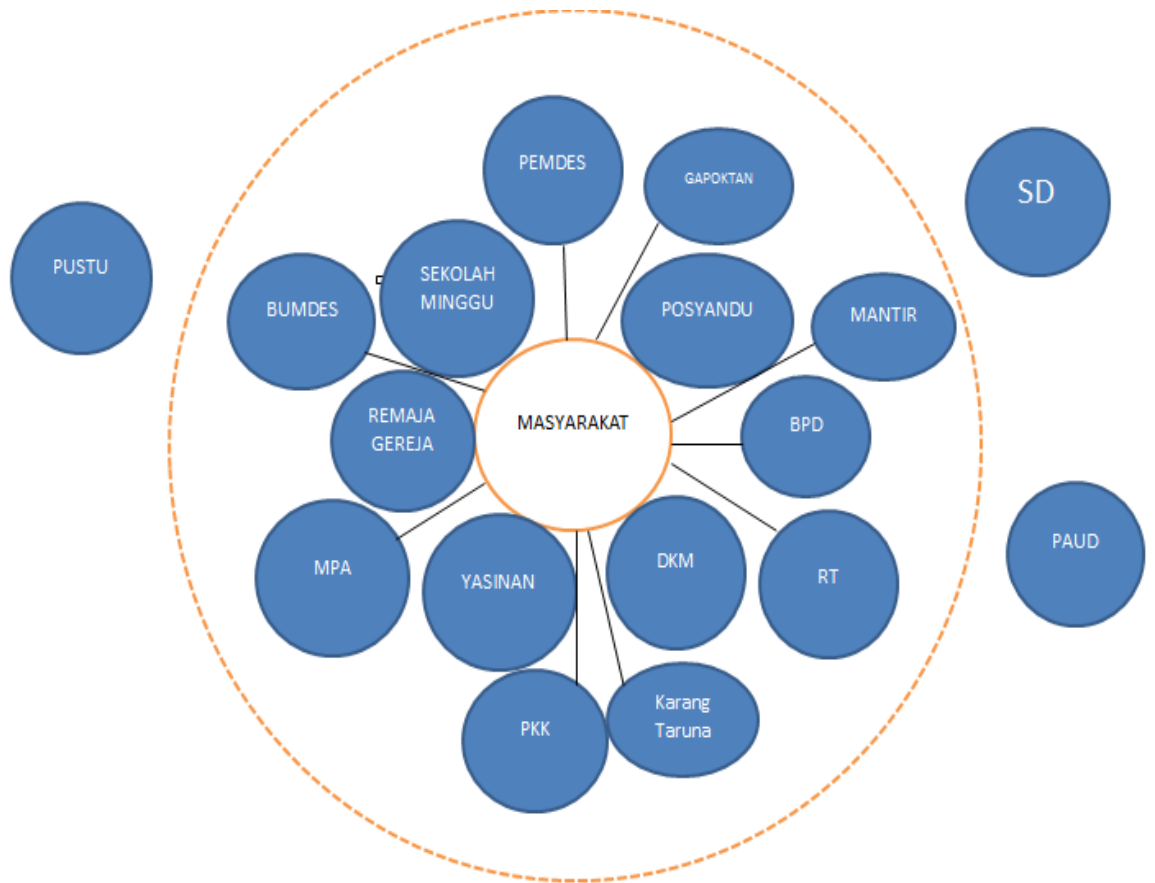 PEMDES
GAPOKTAN
SD
PUSTU
SEKOLAH
MINGGU
BUMDES
POSYANDU
MANTIR
REMAJA
GEREJA
MASYARAKAT
BPD
MPA
YASINAN
DKM
RT
PAUD
PKK
Karang
Taruna